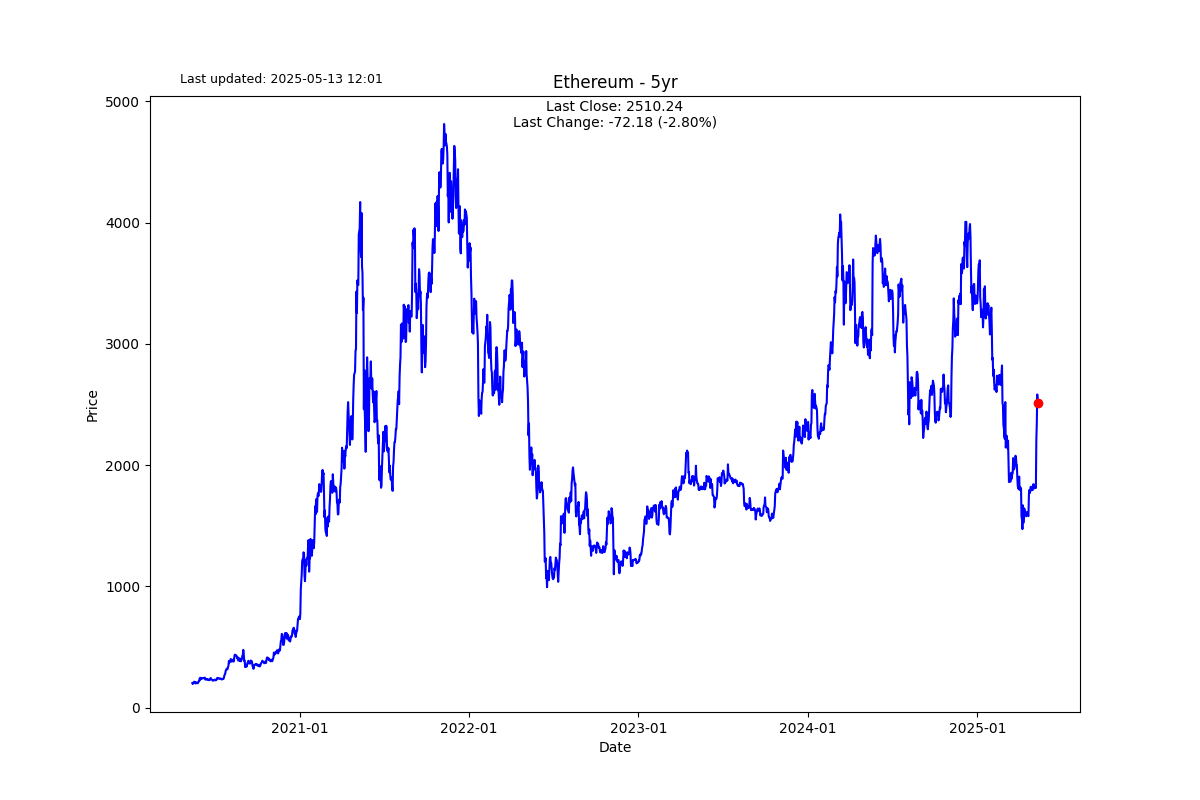 Last updated: 2025-05-13 12:01
Ethereum - 5yr
Last Close: 2510.24
Last Change: -72.18 (-2.80%)
5000
4000
3000
2000
1000
0
Price
2021-01
2022-01
2023-01
2024-01
2025-01
Date